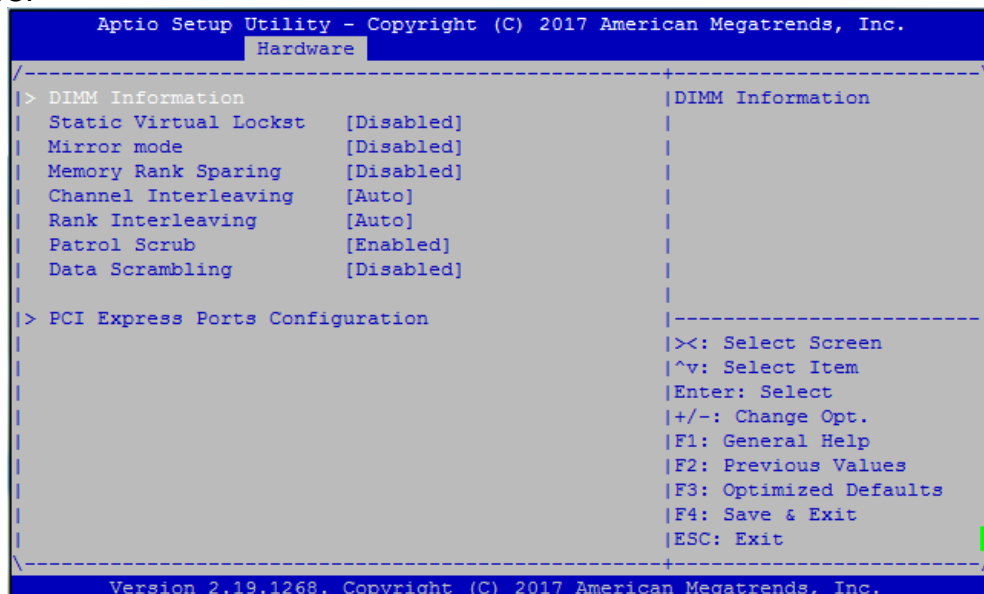 Aptio Setup Utility - Copyright (C) 2017 American Megatrends, Inc.
Hardware
/----------------------------------------------------+-------------------------\
|> DIMM Information |DIMM Information
| Static Virtual Lockst [Disabled] |
| Mirror mode [Disabled] |
| Memory Rank Sparing [Disabled] |
| Channel Interleaving [Auto] |
| Rank Interleaving [Auto] |
| Patrol Scrub [Enabled] |
| Data Scrambling [Disabled] |
| |
|> PCI Express Ports Configuration |-------------------------
| |><: Select Screen
| |^v: Select Item
| |Enter: Select
| |+/-: Change Opt.
| |F1: General Help
| |F2: Previous Values
| |F3: Optimized Defaults
| |F4: Save & Exit
| |ESC: Exit
\----------------------------------------------------+-------------------------/
Version 2.19.1268. Copyright (C) 2017 American Megatrends, Inc.